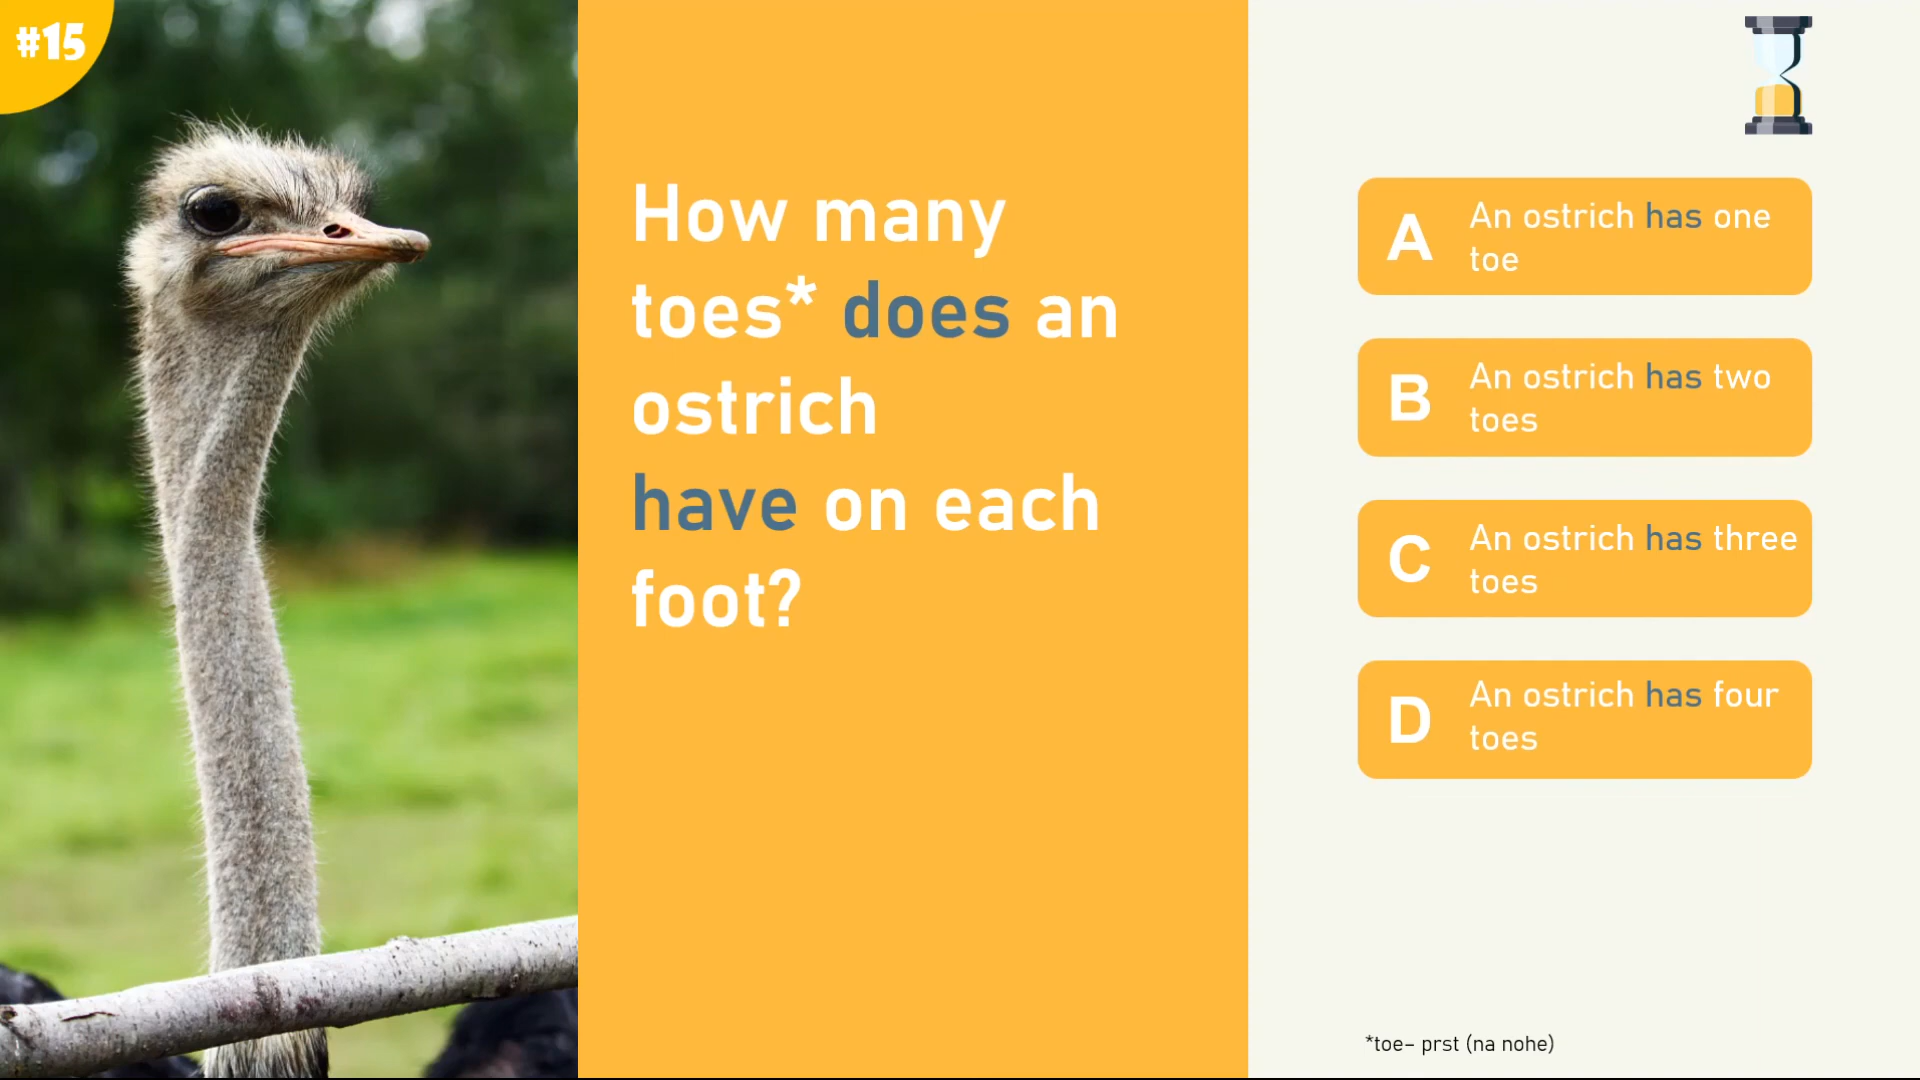 #15
How many
toes* does an
ostrich
have on each
foot?
A
An ostrich has one
toe
B
An ostrich has two
toes
C
An ostrich has three
toes
D
An ostrich has four
toes
*toe- prst (na nohe)